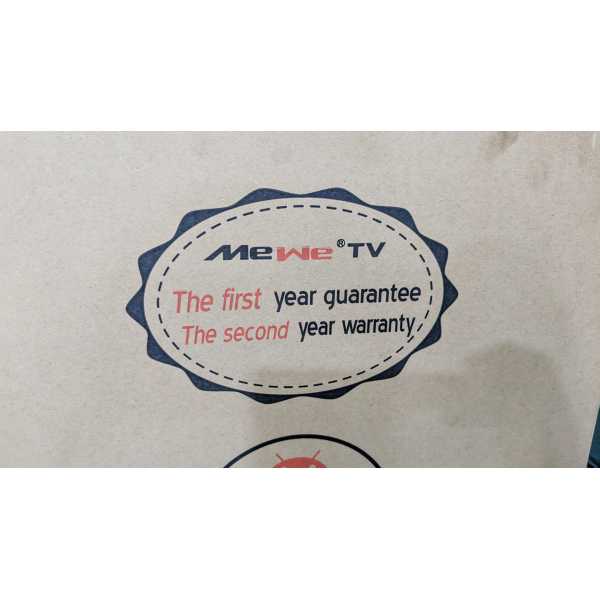 MeWe® TV
The first year guarantee
The second year warranty